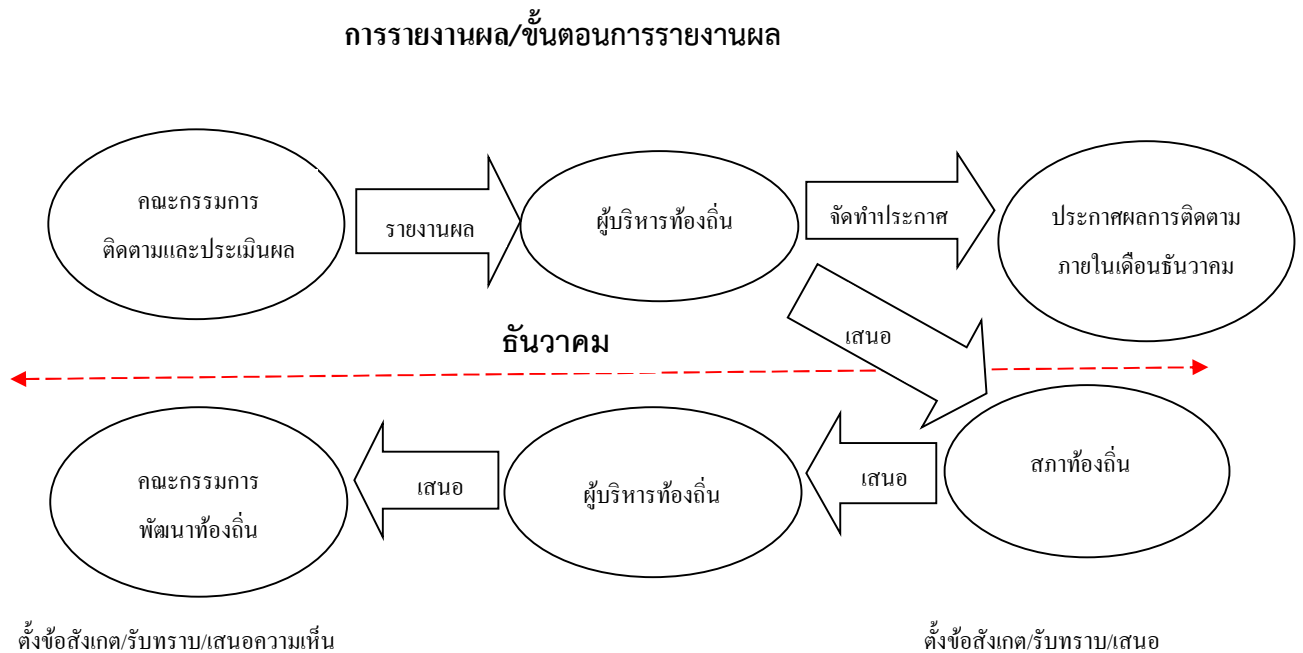 การรายงานผล/ขั้นตอนการรายงานผล
คณะกรรมการ
ติดตามและประเมินผล
รายงานผล
ผู้บริหารท้องถิ่น
จัดทำประกาศ
ประกาศผลการติดตาม
ภายในเดือนธันวาคม
เสนอ
ธันวาคม
คณะกรรมการ
พัฒนาท้องถิ่น
เสนอ
ผู้บริหารท้องถิ่น
เสนอ
สภาท้องถิ่น
ตั้งข้อสังเกต/รับทราบ/เสนอความเห็น
ตั้งข้อสังเกต/รับทราบ/เสนอ